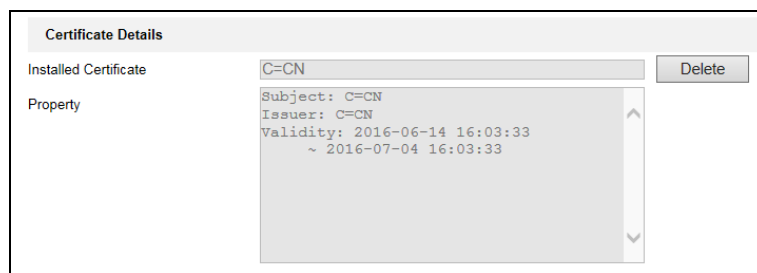 Certificate Details
Installed Certificate C=CN Delete
Property
Subject: C=CN
Issuer: C=CN
Validity: 2016-06-14 16:03:33
~ 2016-07-04 16:03:33